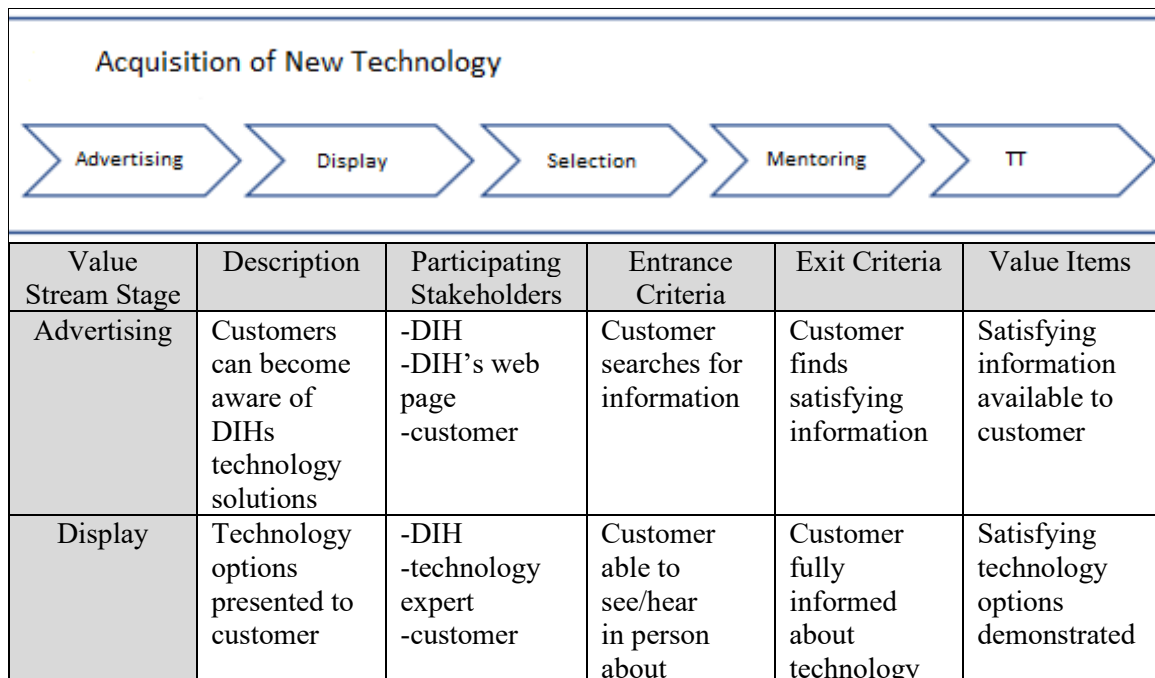 Acquisition of New Technology
Advertising
Display
Selection
Mentoring
TT
Value Stream Stage
Description
Participating Stakeholders
Entrance Criteria
Exit Criteria
Value Items
Advertising
Customers
can become
aware of
DIHs
technology
solutions
-DIH
-DIH’s web
page
-customer
Customer
searches for
information
Customer
finds
satisfying
information
Satisfying
information
available to
customer
Display
Technology
options
presented to
customer
-DIH
-technology
expert
-customer
Customer
able to
see/hear
in person
about
Customer
fully
informed
about
technology
Satisfying
technology
options
demonstrated